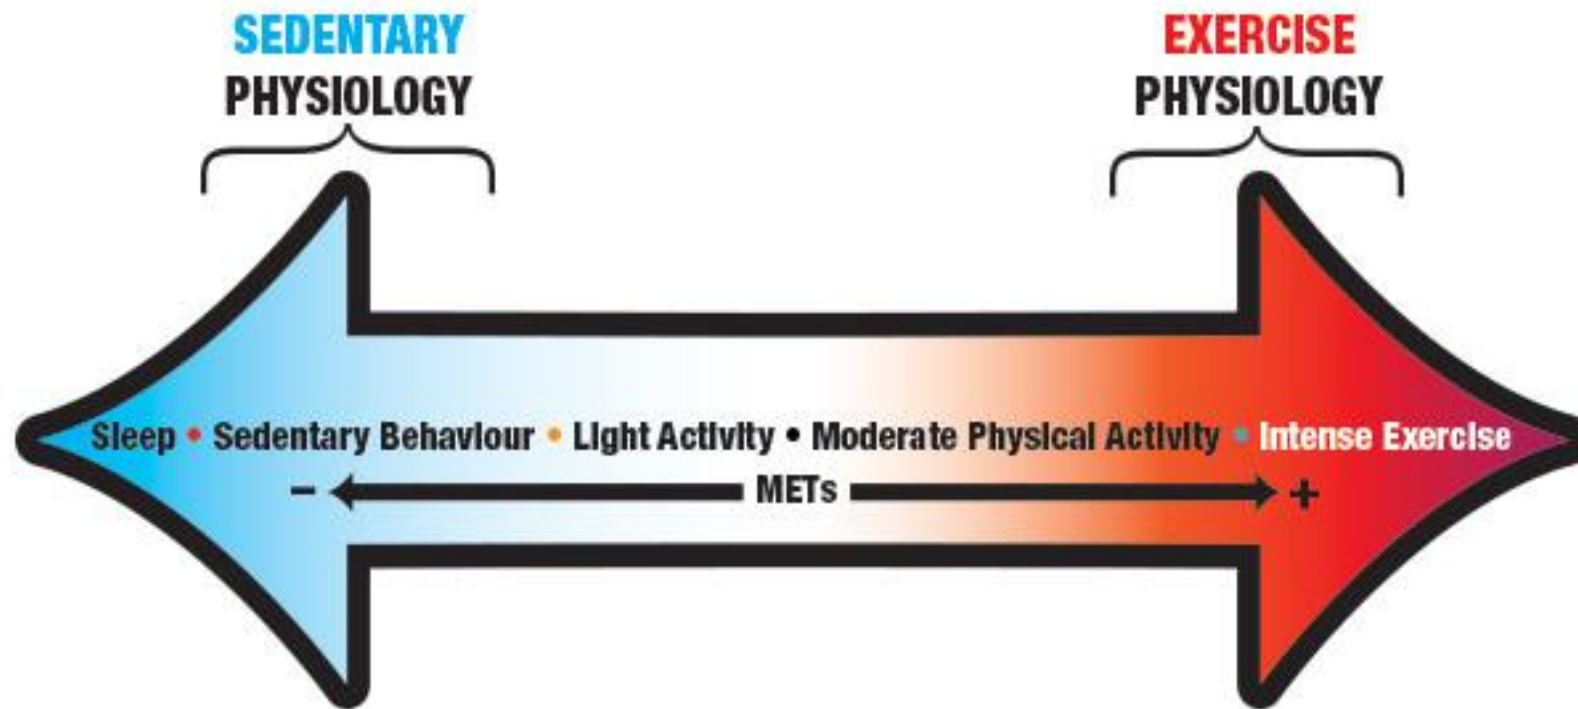 SEDENTARY
PHYSIOLOGY
EXERCISE
PHYSIOLOGY
Sleep • Sedentary Behaviour • Light Activity • Moderate Physical Activity • Intense Exercise
− METs +